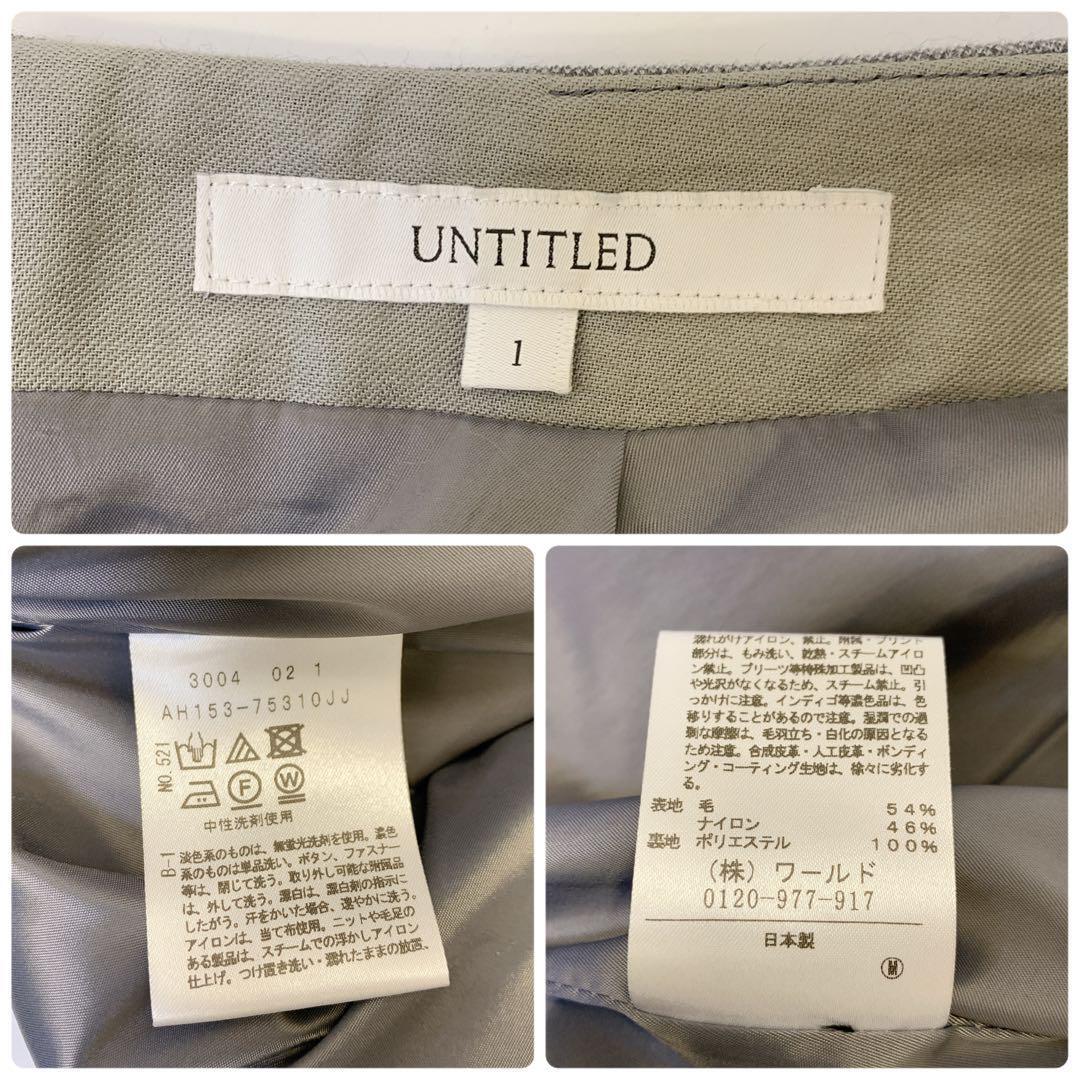 UNTITLED
1
3004 02 1
AH153-75310JJ
NO.521
中性洗剤使用
B-1
淡色系のものは、無蛍光洗剤を使用。濃色
系のものは単品洗い。ボタン、ファスナー
等は、閉じて洗う。取り外し可能な附属品
は、外して洗う。漂白は、漂白剤の指示に
したがう。汗をかいた場合、速やかに洗う。
アイロンは、当て布使用。ニットや毛足の
ある製品は、スチームでの浮かしアイロン
仕上げ。つけ置き洗い・濡れたままの放置、
濡れがけアイロン、禁止。附属・プリント
部分は、もみ洗い、乾熱・スチームアイロ
ン禁止。プリーツ等特殊加工製品は、凹凸
や光沢がなくなるため、スチーム禁止。引
っかけに注意。インディゴ等濃色品は、色
移りすることがあるので注意。湿潤での過
剰な摩擦は、毛羽立ち・白化の原因となる
ため注意。合成皮革・人工皮革・ボンディ
ング・コーティング生地は、徐々に劣化す
る。
表地 毛 54%
ナイロン 46%
裏地 ポリエステル 100%
(株) ワールド
0120-977-917
日本製
M